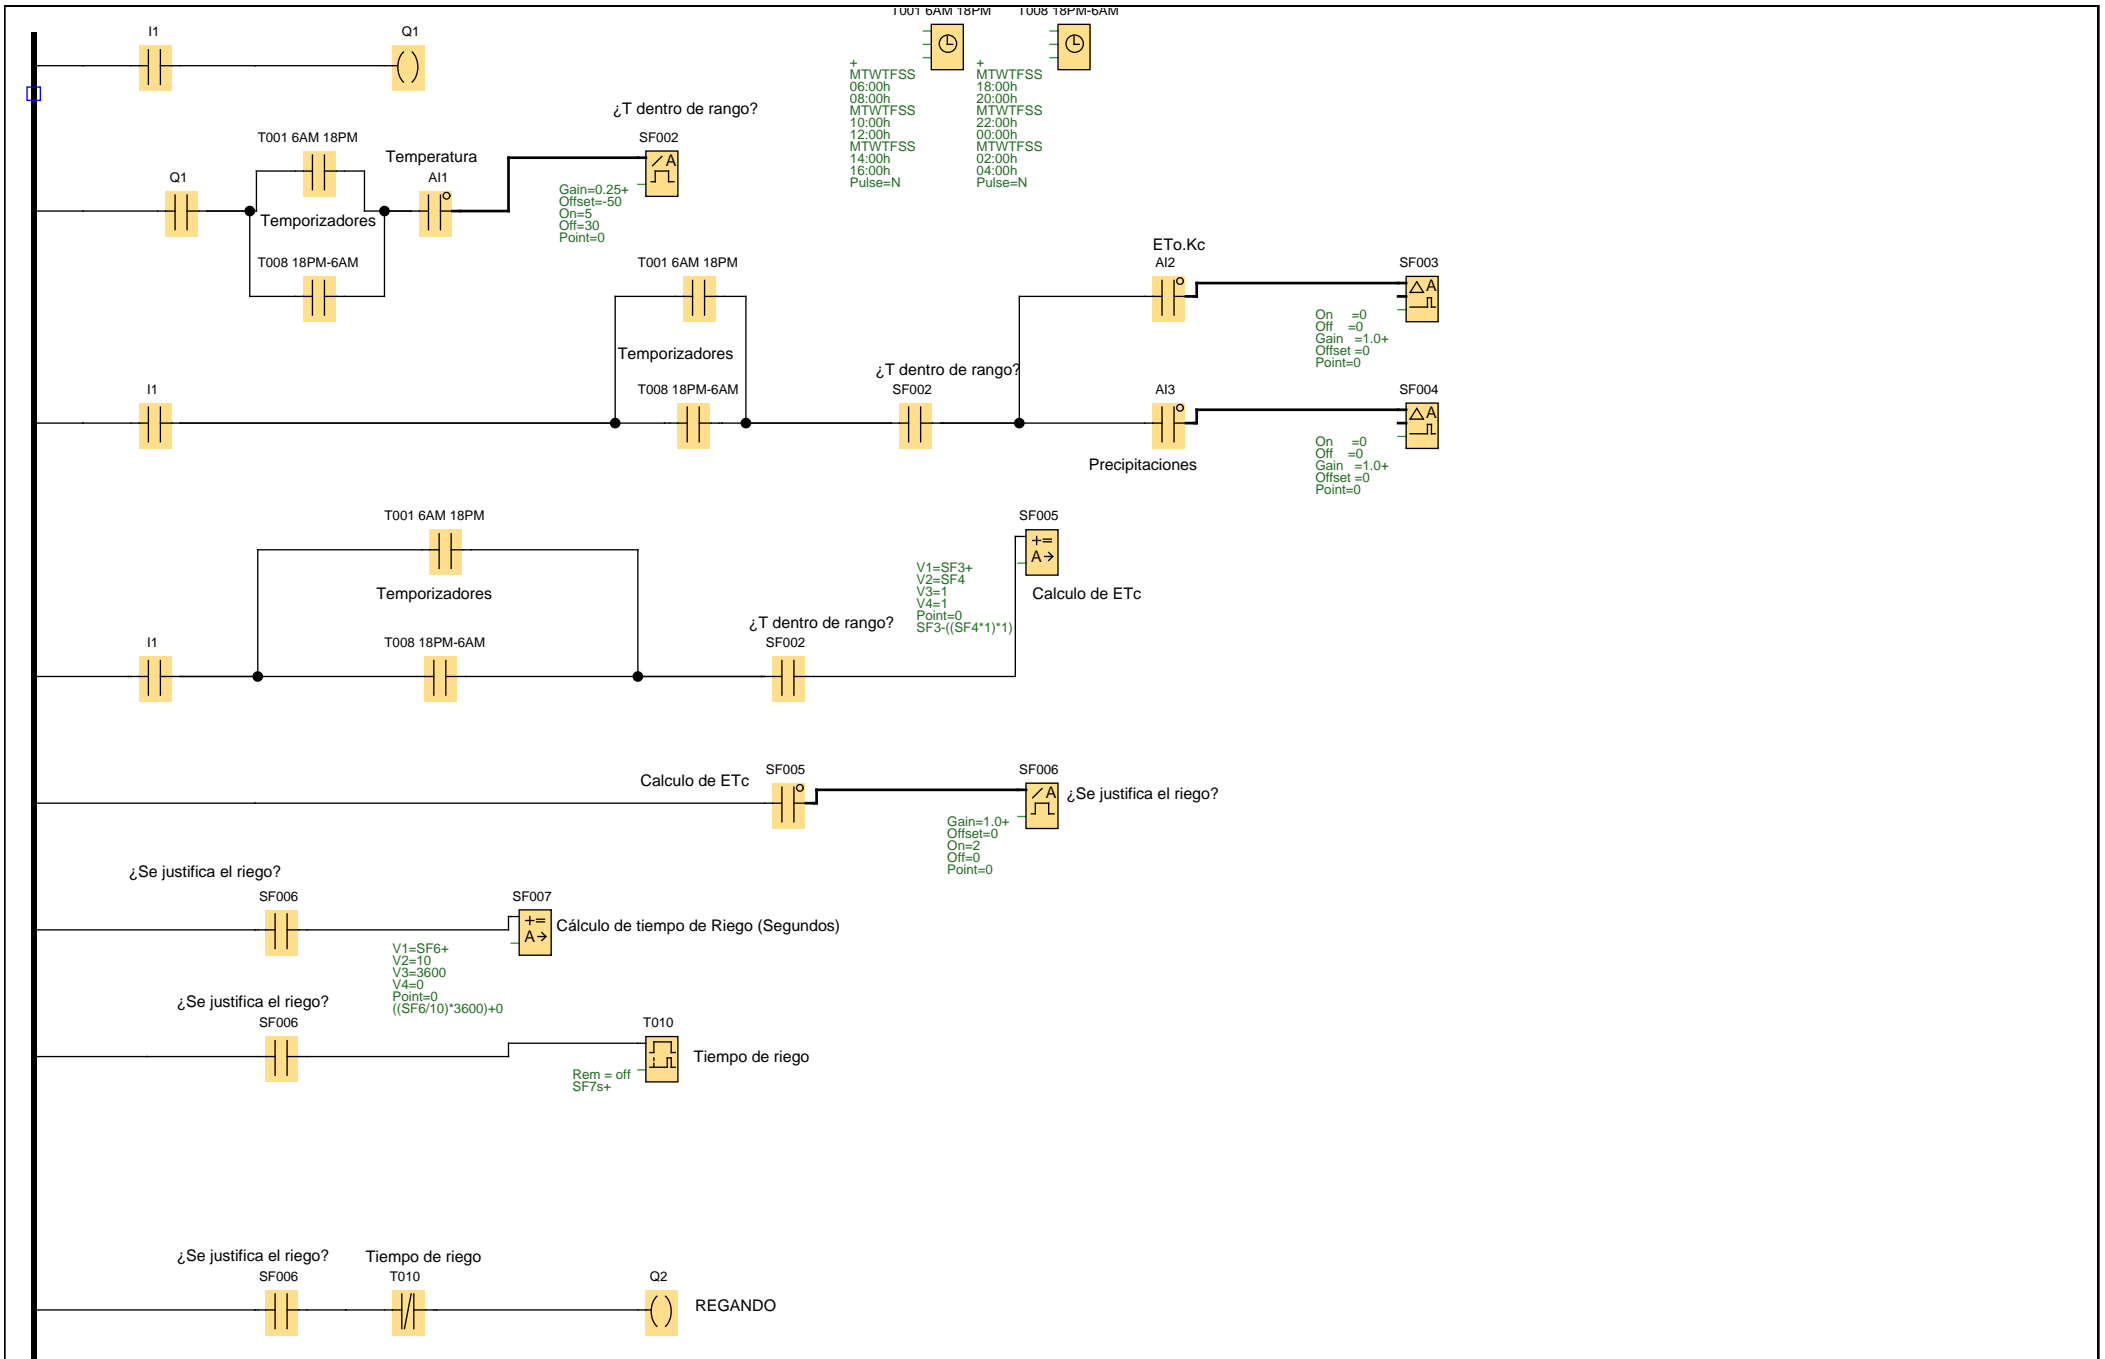 T001 6AM 18PM
T008 18PM-6AM
I1
Q1
+
MTWTFSS
06:00h
08:00h
MTWTFSS
10:00h
12:00h
MTWTFSS
14:00h
16:00h
Pulse=N
+
MTWTFSS
18:00h
20:00h
MTWTFSS
22:00h
00:00h
MTWTFSS
02:00h
04:00h
Pulse=N
¿T dentro de rango?
T001 6AM 18PM
SF002
Temperatura
Q1
AI1
/A
Gain=0.25+
Offset=-50
On=5
Off=30
Point=0
Temporizadores
T008 18PM-6AM
T001 6AM 18PM
ETo.Kc
AI2
SF003
△A
On =0
Off =0
Gain =1.0+
Offset =0
Point=0
Temporizadores
¿T dentro de rango?
I1
T008 18PM-6AM
SF002
AI3
SF004
△A
On =0
Off =0
Gain =1.0+
Offset =0
Point=0
Precipitaciones
T001 6AM 18PM
SF005
+=
A→
V1=SF3+
V2=SF4
V3=1
V4=1
Point=0
SF3-((SF4*1)*1)
Temporizadores
Calculo de ETc
¿T dentro de rango?
I1
T008 18PM-6AM
SF002
Calculo de ETc
SF005
SF006
/A
¿Se justifica el riego?
Gain=1.0+
Offset=0
On=2
Off=0
Point=0
¿Se justifica el riego?
SF006
SF007
+=
A→
Cálculo de tiempo de Riego (Segundos)
V1=SF6+
V2=10
V3=3600
V4=0
Point=0
((SF6/10)*3600)+0
¿Se justifica el riego?
SF006
T010
Tiempo de riego
Rem = off
SF7s+
¿Se justifica el riego?
Tiempo de riego
SF006
T010
Q2
REGANDO